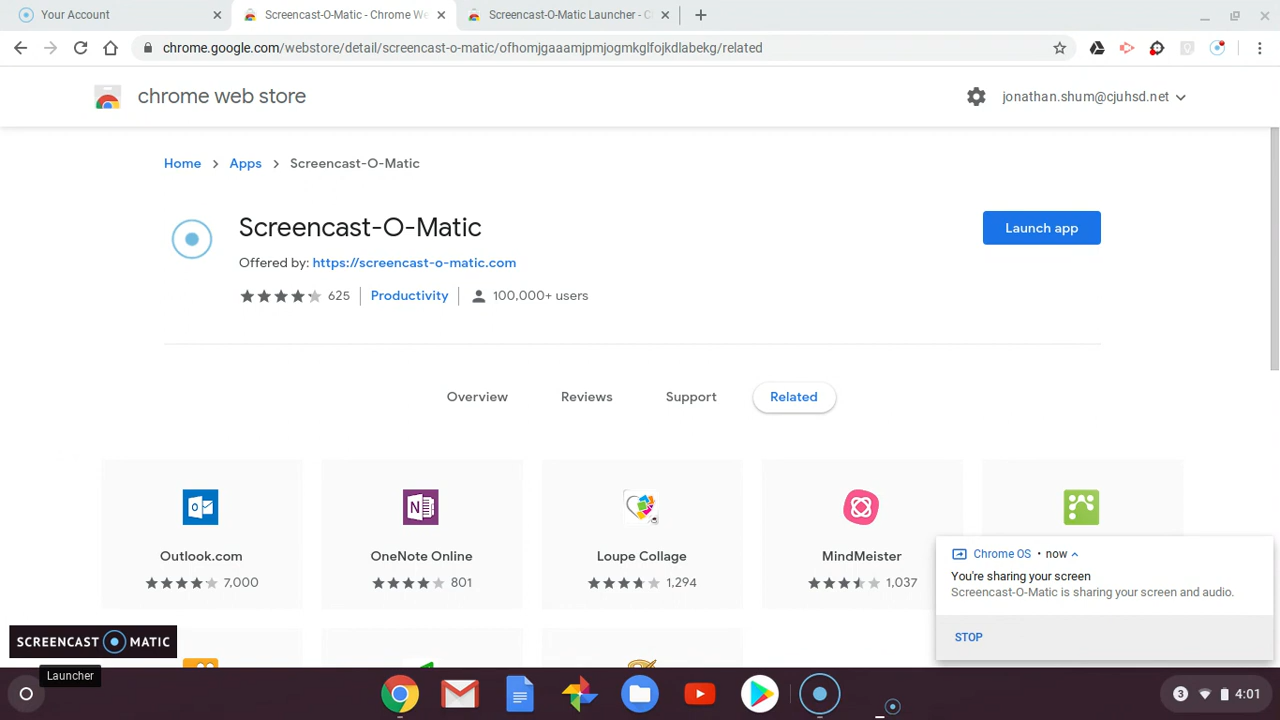 Your Account
Screencast-O-Matic - Chrome We
Screencast-O-Matic Launcher - C
chrome.google.com/webstore/detail/screencast-o-matic/ofhomjgaaamjpmjogmkglfojkdlabekg/related
chrome web store
jonathan.shum@cjuhsd.net
Home > Apps > Screencast-O-Matic
Screencast-O-Matic
Launch app
Offered by: https://screencast-o-matic.com
625 | Productivity | 100,000+ users
Overview
Reviews
Support
Related
Outlook.com
7,000
OneNote Online
801
Loupe Collage
1,294
MindMeister
1,037
Chrome OS • now
You're sharing your screen
Screencast-O-Matic is sharing your screen and audio.
STOP
SCREENCAST MATIC
Launcher
3
4:01